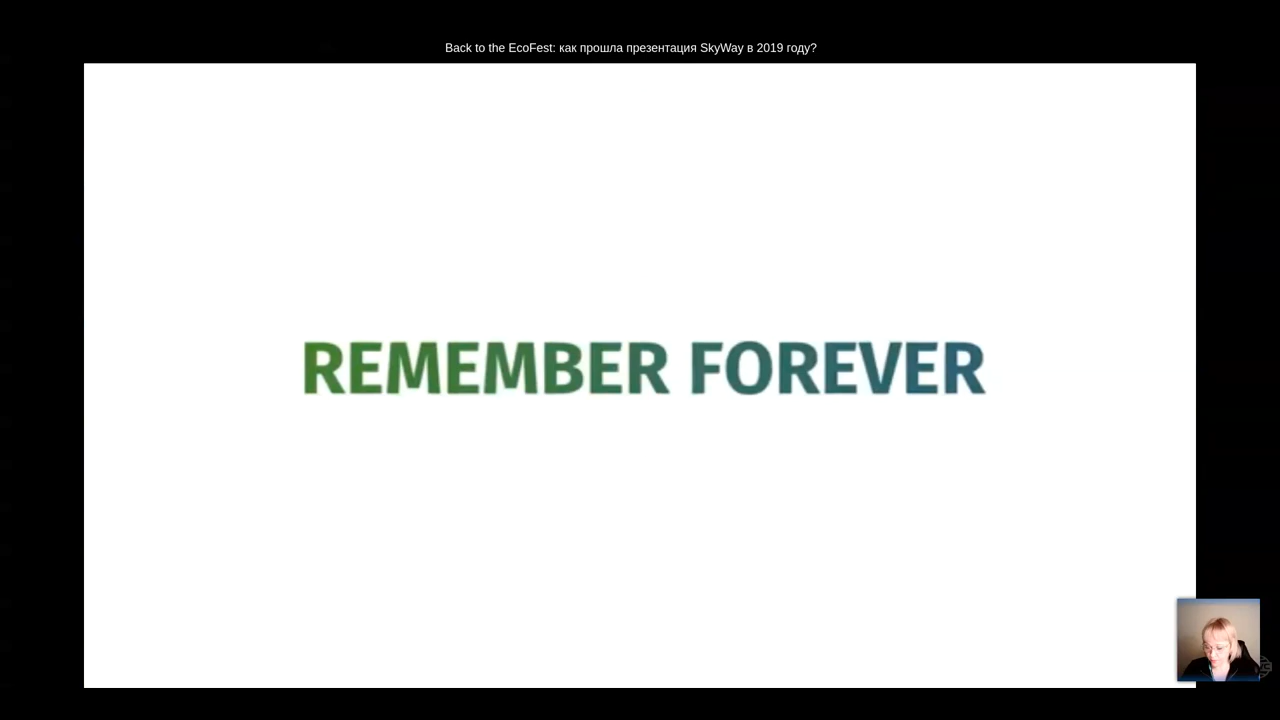 Back to the EcoFest: как прошла презентация SkyWay в 2019 году?
REMEMBER FOREVER